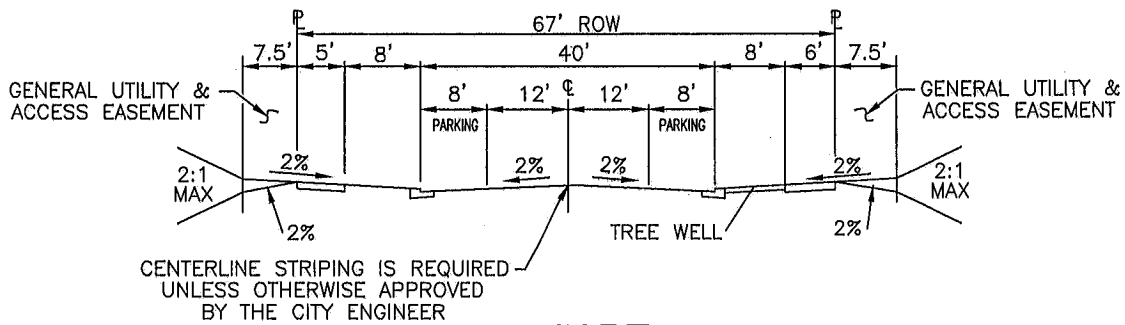 ℄ ℄
67' ROW
7.5' 5' 8' 40' 8' 6' 7.5'
GENERAL UTILITY &
ACCESS EASEMENT
8' 12' ℄ 12' 8'
PARKING PARKING
GENERAL UTILITY &
ACCESS EASEMENT
2:1
MAX
2% 2% 2% 2%
2:1
MAX
2%
TREE WELL
2%
CENTERLINE STRIPING IS REQUIRED
UNLESS OTHERWISE APPROVED
BY THE CITY ENGINEER